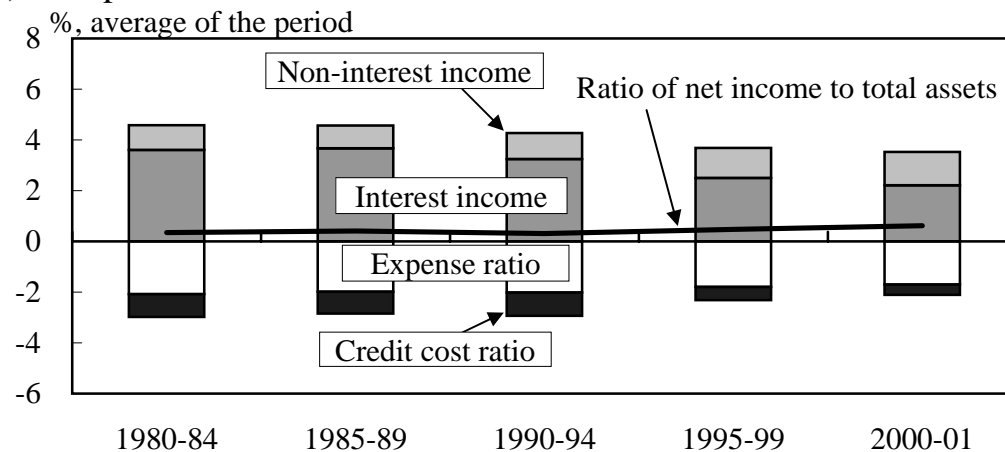 %, average of the period
8
6
4
2
0
-2
-4
-6
Non-interest income
Ratio of net income to total assets
Interest income
Expense ratio
Credit cost ratio
1980-84 1985-89 1990-94 1995-99 2000-01